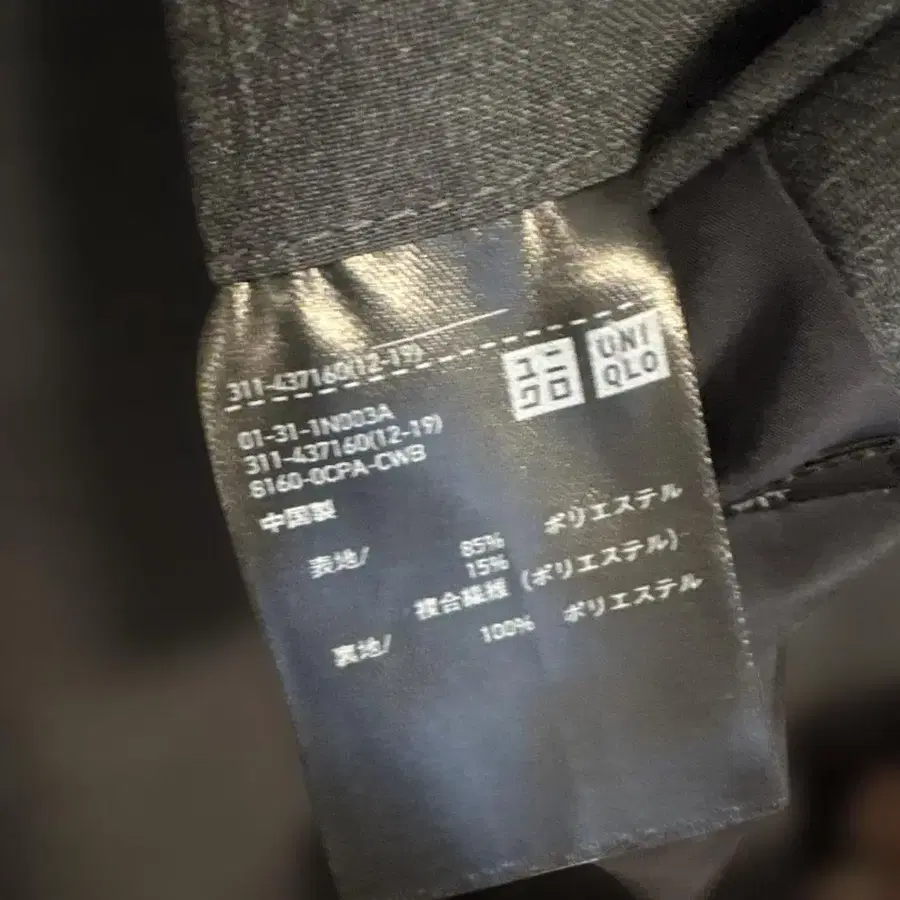 311-437160(12-19)
ユニ
クロ
UNI
QLO
01-31-1N003A
311-437160(12-19)
8160-0CPA-CWB
中国製
表地/ 85% ポリエステル
15%
複合繊維 (ポリエステル)
裏地/ 100% ポリエステル